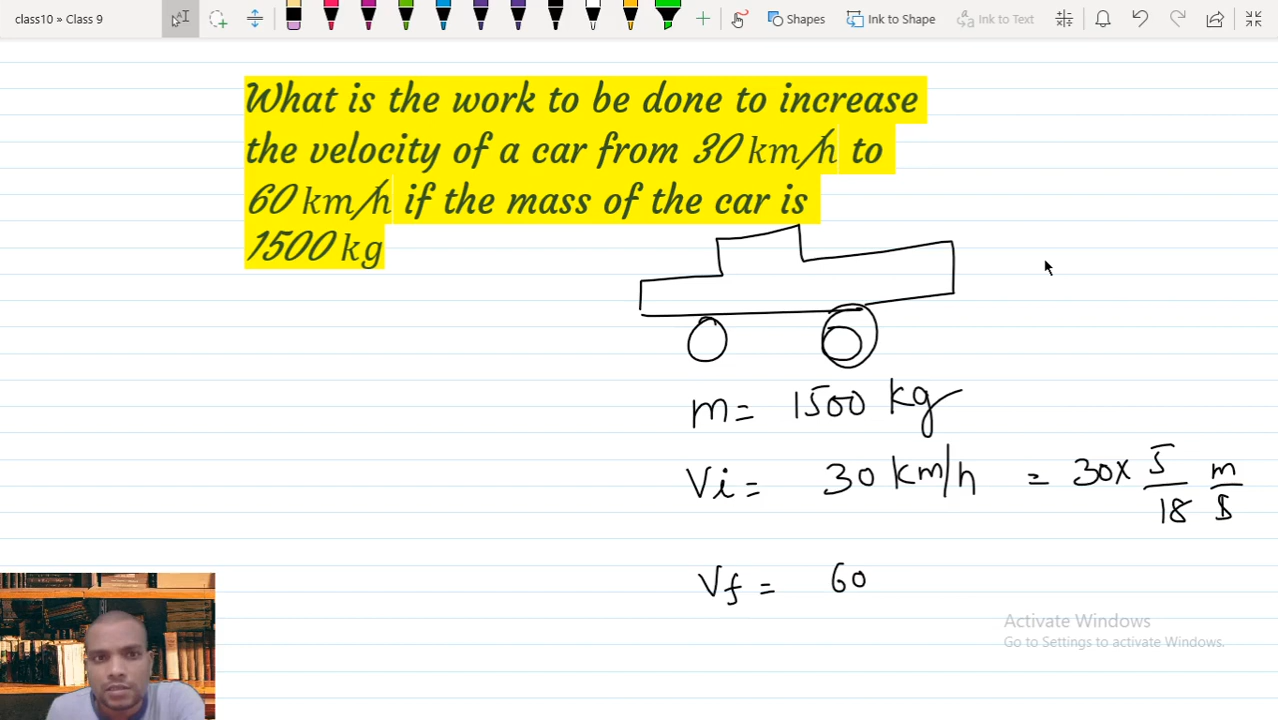 class10 » Class 9
Shapes
Ink to Shape
Ink to Text
What is the work to be done to increase
the velocity of a car from 30 km/h to
60 km/h if the mass of the car is
1500 kg
m = 1500 kg
Vi = 30 km/h = 30 x 5/18 m/s
Vf = 60
Activate Windows
Go to Settings to activate Windows.